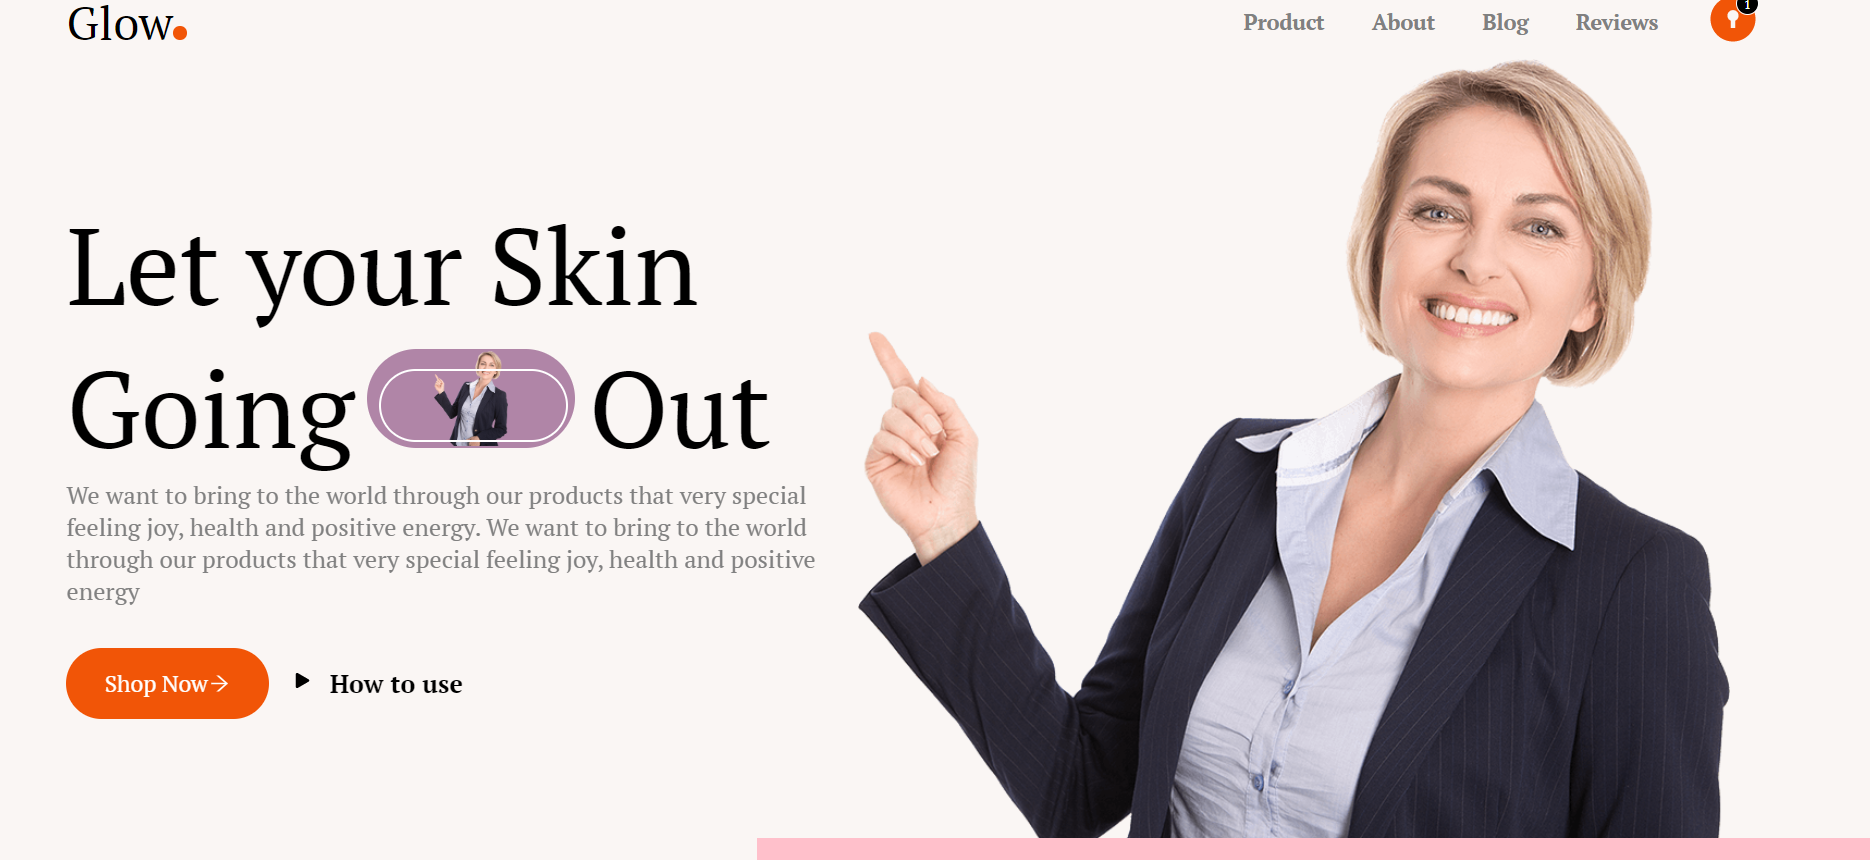 Glow.
Product About Blog Reviews 1
Let your Skin
Going Out
We want to bring to the world through our products that very special
feeling joy, health and positive energy. We want to bring to the world
through our products that very special feeling joy, health and positive
energy
Shop Now→ How to use